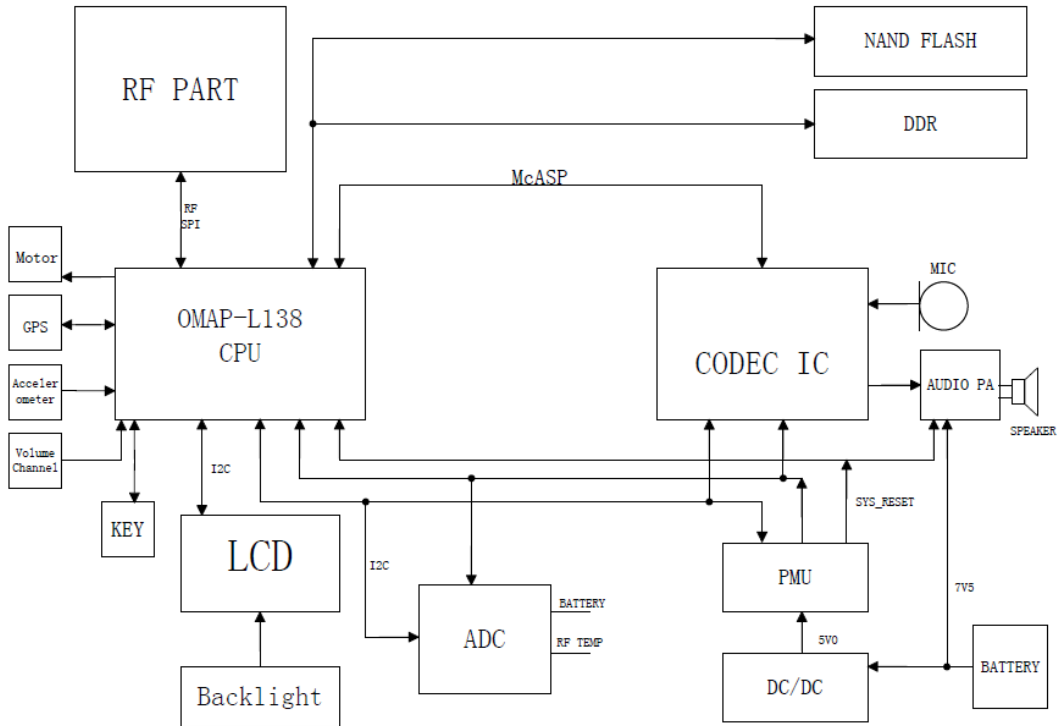 RF PART
NAND FLASH
DDR
McASP
RF
SPI
Motor
GPS
Acceler
ometer
Volume
Channel
OMAP-L138
CPU
CODEC IC
MIC
AUDIO PA
SPEAKER
I2C
KEY
LCD
I2C
SYS_RESET
PMU
7V5
ADC
BATTERY
RF TEMP
5V0
DC/DC
BATTERY
Backlight